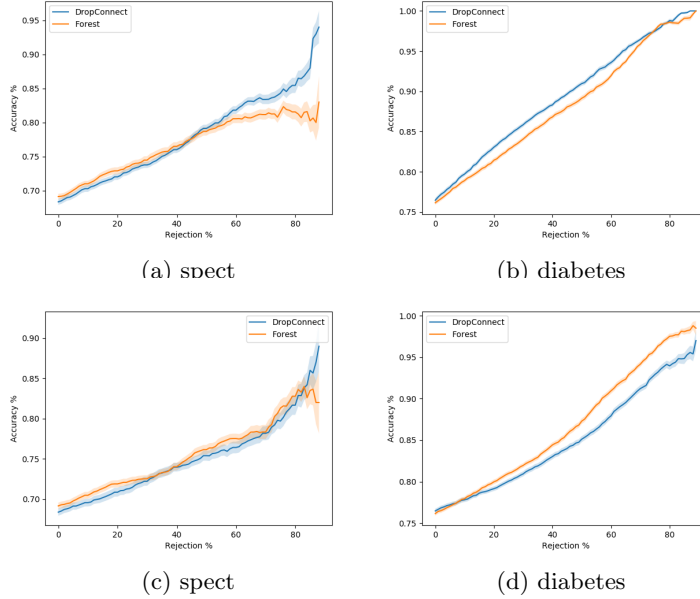 DropConnect
Forest
0.95
0.90
0.85
0.80
0.75
0.70
Accuracy %
0 20 40 60 80
Rejection %
(a) spect
DropConnect
Forest
1.00
0.95
0.90
0.85
0.80
0.75
Accuracy %
0 20 40 60 80
Rejection %
(b) diabetes
DropConnect
Forest
0.90
0.85
0.80
0.75
0.70
Accuracy %
0 20 40 60 80
Rejection %
(c) spect
DropConnect
Forest
1.00
0.95
0.90
0.85
0.80
0.75
Accuracy %
0 20 40 60 80
Rejection %
(d) diabetes